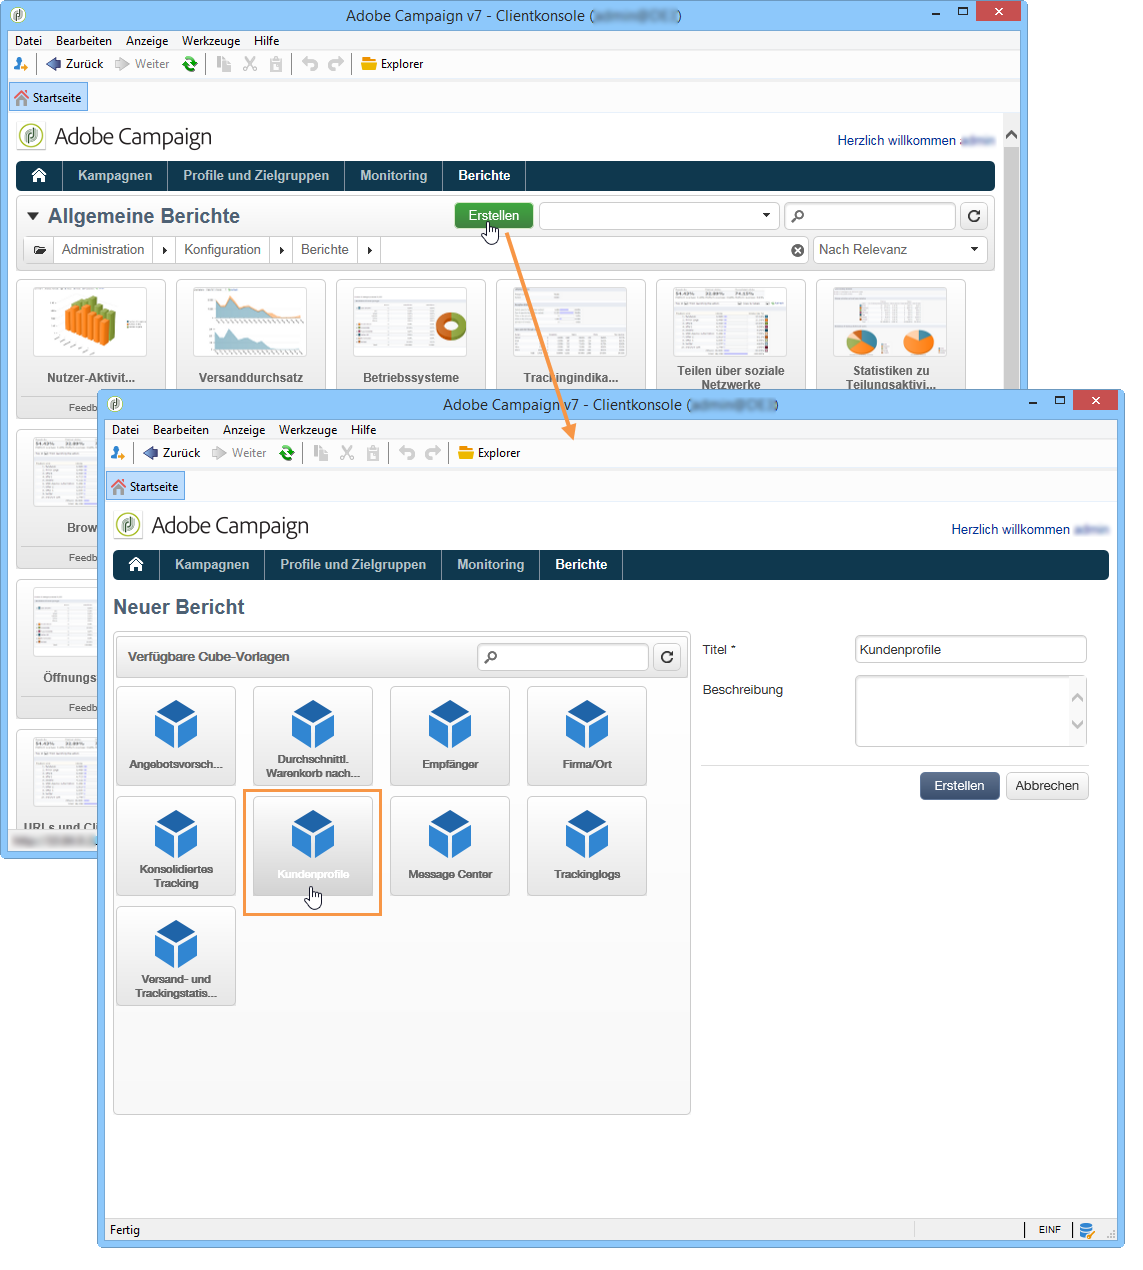 Adobe Campaign v7 - Clientkonsole (
Datei Bearbeiten Anzeige Werkzeuge Hilfe
Zurück Weiter Explorer
Startseite
Adobe Campaign
Herzlich willkommen
Kampagnen Profile und Zielgruppen Monitoring Berichte
Allgemeine Berichte Erstellen
Administration Konfiguration Berichte Nach Relevanz
Nutzer-Aktivit... Versanddurchsatz Betriebssysteme Trackingindika... Teilen über soziale Netzwerke Statistiken zu Teilungsaktivi...
Feedb
Brow
Feedb
Öffnungs
Feedb
URLs und Cli
Adobe Campaign v7 - Clientkonsole (
Datei Bearbeiten Anzeige Werkzeuge Hilfe
Zurück Weiter Explorer
Startseite
Adobe Campaign
Herzlich willkommen
Kampagnen Profile und Zielgruppen Monitoring Berichte
Neuer Bericht
Verfügbare Cube-Vorlagen
Titel * Kundenprofile
Beschreibung
Erstellen Abbrechen
Angebotsvorsch...
Durchschnittl.
Warenkorb nach...
Empfänger
Firma/Ort
Konsolidiertes
Tracking
Kundenprofile
Message Center
Trackinglogs
Versand- und
Trackingstatis...
Fertig
EINF